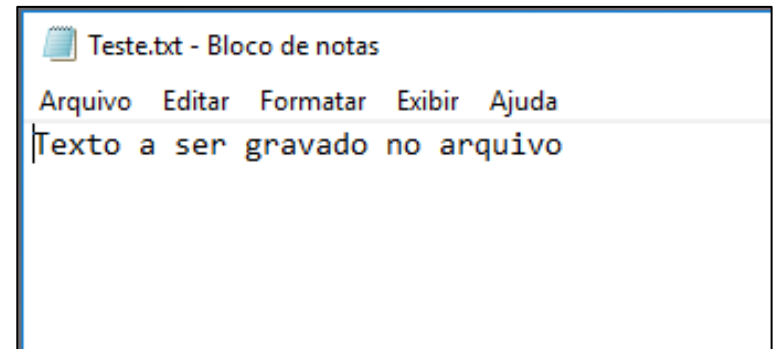 Teste.txt - Bloco de notas
Arquivo Editar Formatar Exibir Ajuda
Texto a ser gravado no arquivo